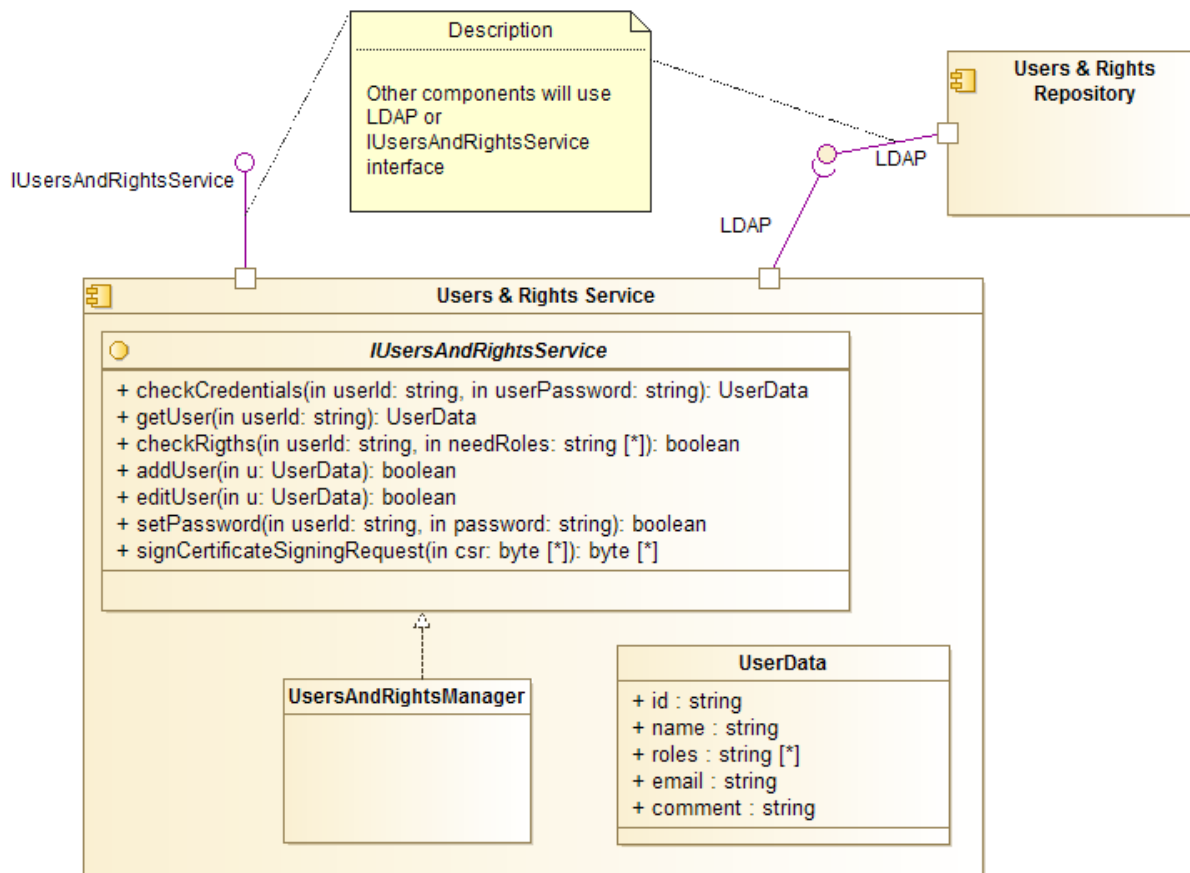 Description
Other components will use
LDAP or
IUsersAndRightsService
interface
Users & Rights
Repository
IUsersAndRightsService
LDAP
LDAP
Users & Rights Service
IUsersAndRightsService
+ checkCredentials(in userId: string, in userPassword: string): UserData
+ getUser(in userId: string): UserData
+ checkRigths(in userId: string, in needRoles: string [*]): boolean
+ addUser(in u: UserData): boolean
+ editUser(in u: UserData): boolean
+ setPassword(in userId: string, in password: string): boolean
+ signCertificateSigningRequest(in csr: byte [*]): byte [*]
UsersAndRightsManager
UserData
+ id : string
+ name : string
+ roles : string [*]
+ email : string
+ comment : string